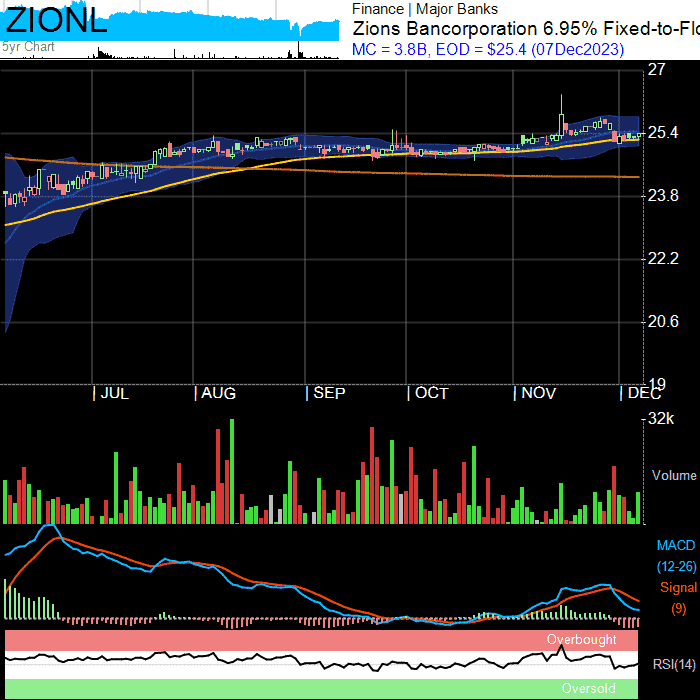 ZIONL
5yr Chart
Finance | Major Banks
Zions Bancorporation 6.95% Fixed-to-Flo
MC = 3.8B, EOD = $25.4 (07Dec2023)
27
25.4
23.8
22.2
20.6
19
| JUL | AUG | SEP | OCT | NOV | DEC
32k
Volume
MACD
(12-26)
Signal
(9)
Overbought
RSI(14)
Oversold